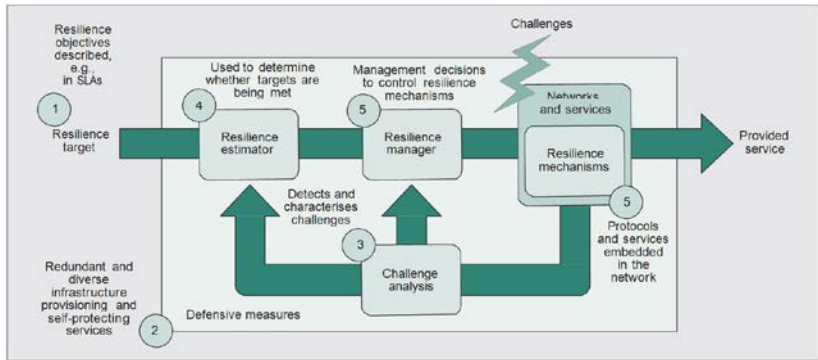 Challenges
Resilience
objectives
described,
e.g.,
in SLAs
1
Resilience
target
Used to determine
whether targets are
being met
4
Resilience
estimator
Management decisions
to control resilience
mechanisms
5
Resilience
manager
Networks
and services
Resilience
mechanisms
5
Protocols
and services
embedded
in the
network
Provided
service
Detects and
characterises
challenges
3
Challenge
analysis
Redundant and
diverse
infrastructure
provisioning and
self-protecting
services
2
Defensive measures